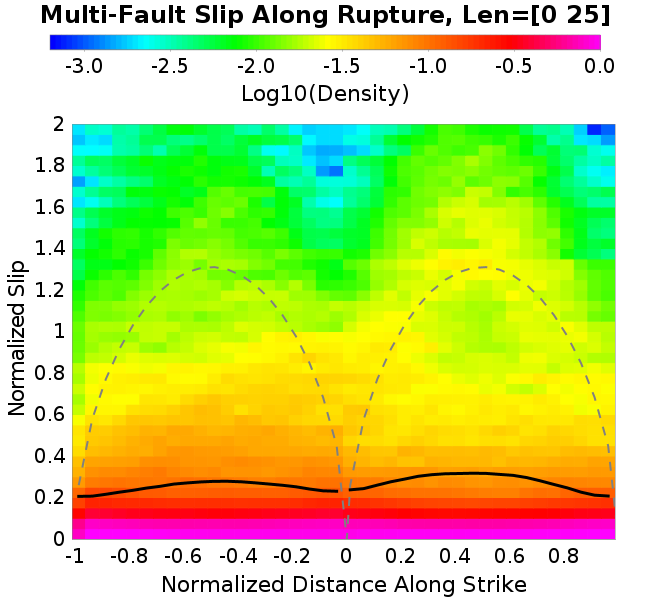 Multi-Fault Slip Along Rupture, Len=[0 25]
-3.0 -2.5 -2.0 -1.5 -1.0 -0.5 0.0
Log10(Density)
2
1.8
1.6
1.4
1.2
1
0.8
0.6
0.4
0.2
0
Normalized Slip
-1 -0.8 -0.6 -0.4 -0.2 0 0.2 0.4 0.6 0.8
Normalized Distance Along Strike